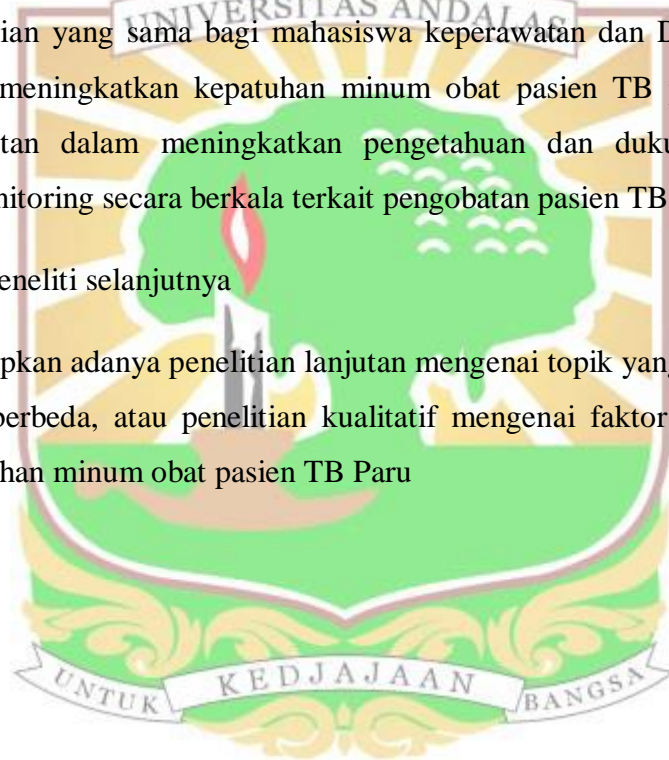 UNIVERSITAS ANDALAS
ian yang sama bagi mahasiswa keperawatan dan D
meningkatkan kepatuhan minum obat pasien TB
tan dalam meningkatkan pengetahuan dan duku
nitoring secara berkala terkait pengobatan pasien TB
eneliti selanjutnya
pkan adanya penelitian lanjutan mengenai topik yang
berbeda, atau penelitian kualitatif mengenai faktor
han minum obat pasien TB Paru
UNTUK KEDJAJAAN BANGSA